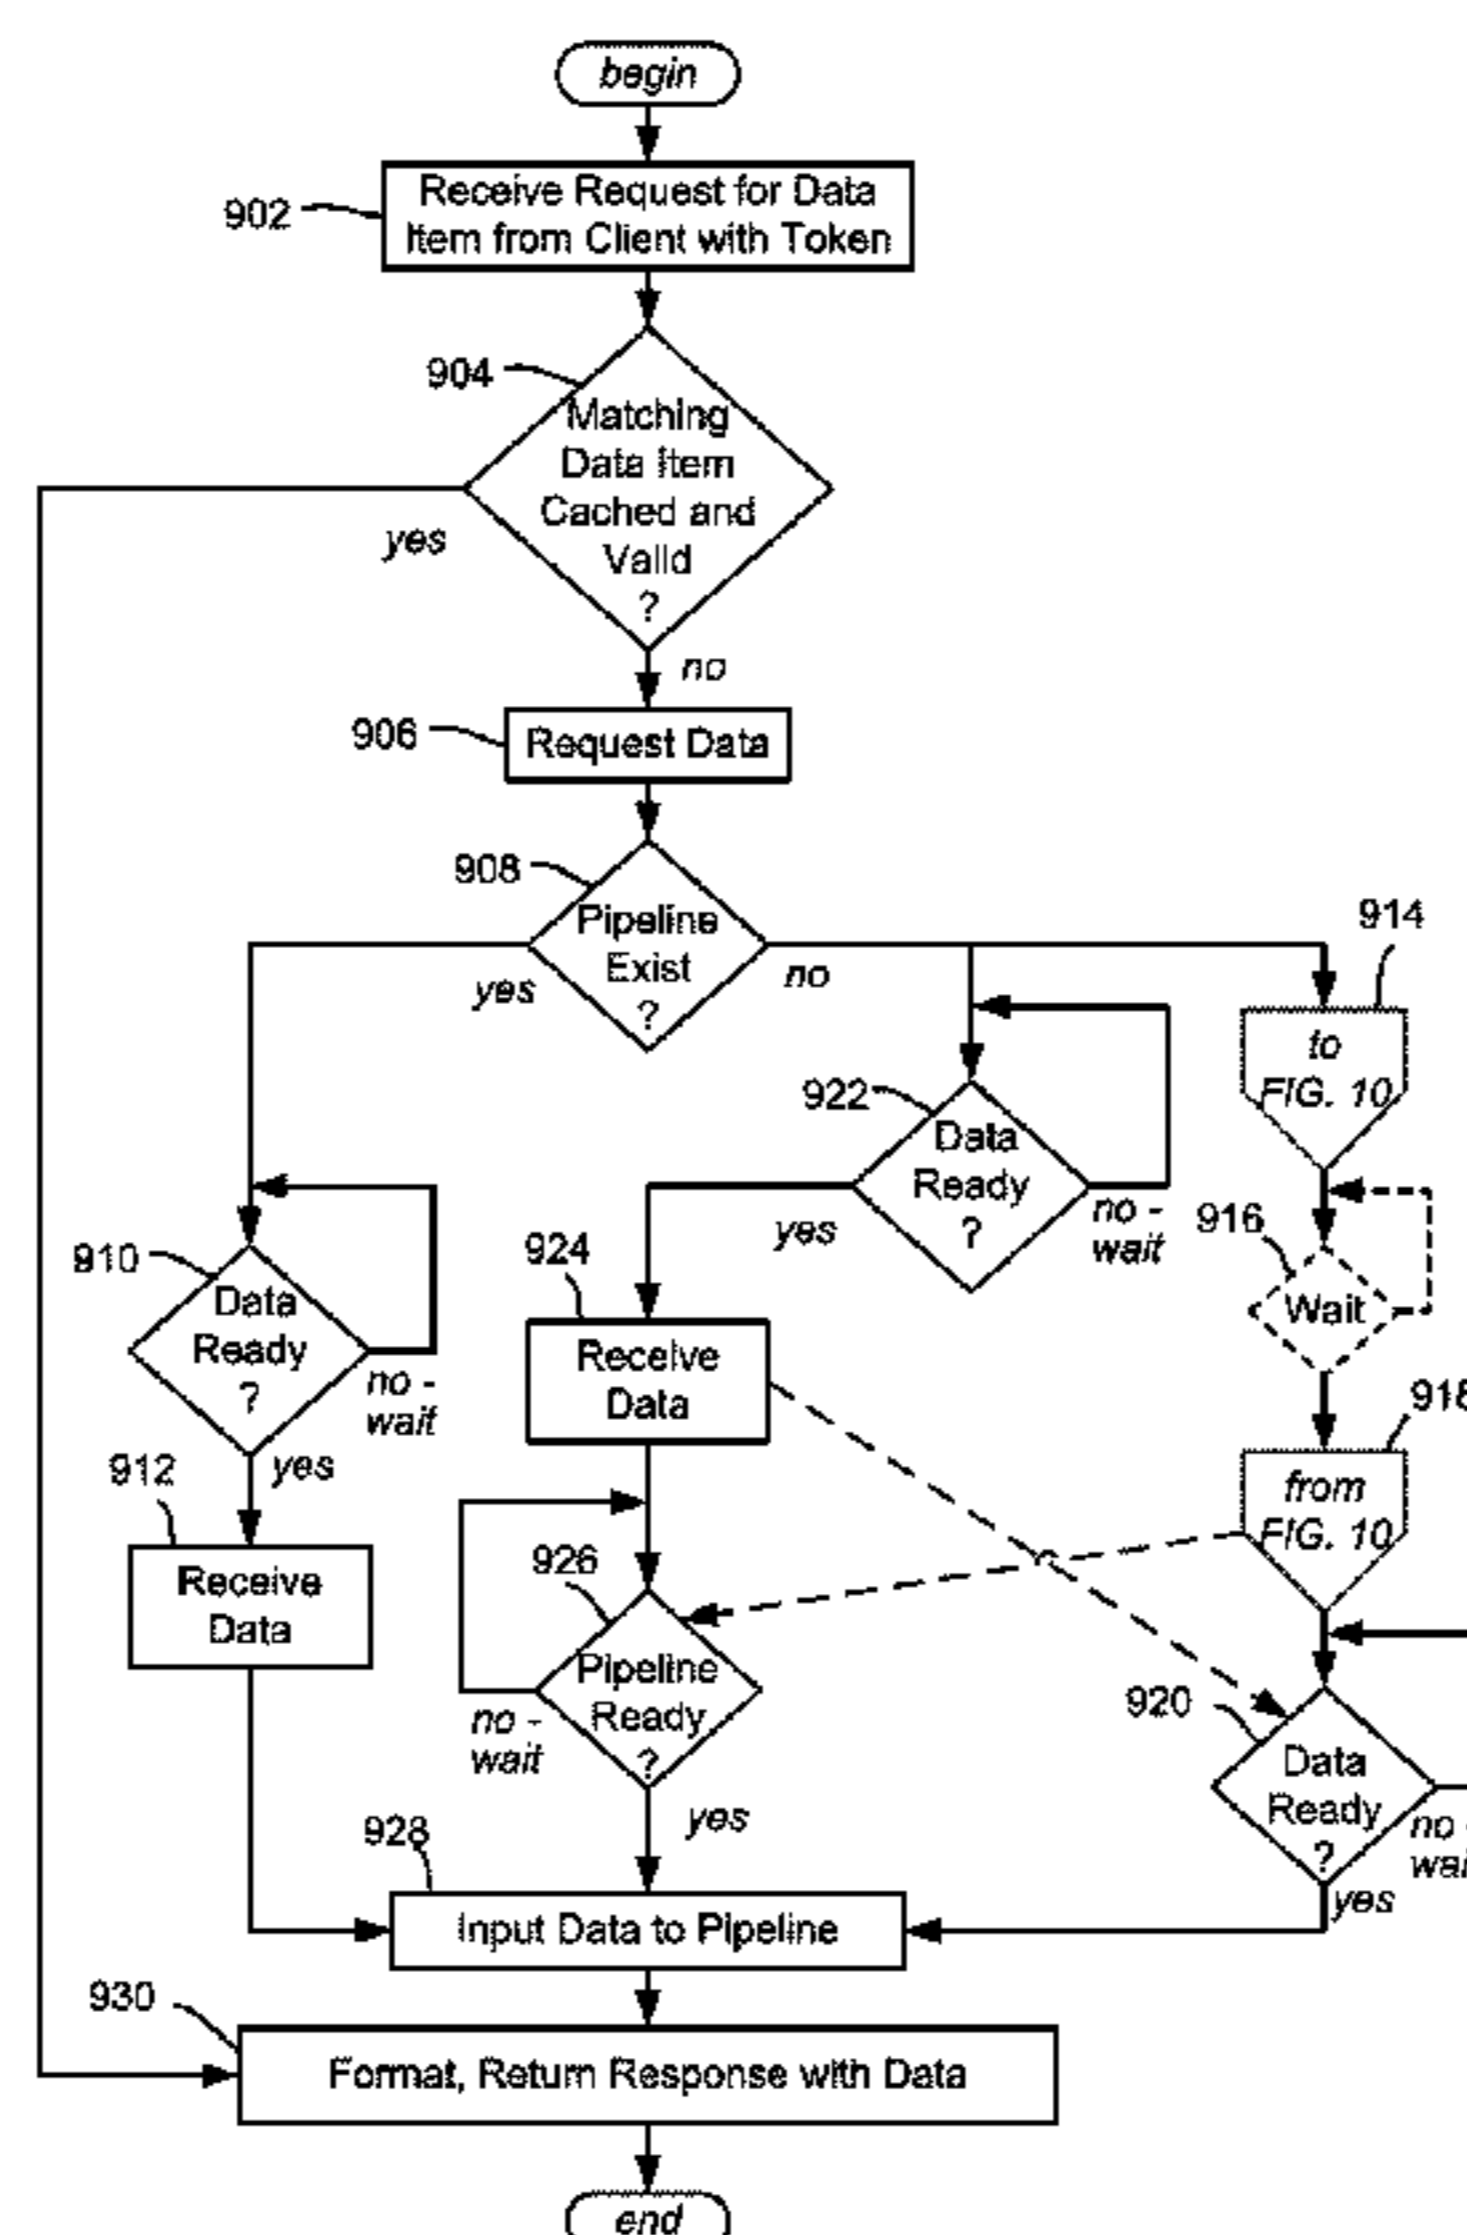 begin
902
Receive Request for Data
Item from Client with Token
904
Matching
Data Item
Cached and
Valid
?
yes
no
906
Request Data
908
Pipeline
Exist
?
yes
no
914
to
FIG. 10
922
Data
Ready
?
yes
no -
wait
916
Wait
910
Data
Ready
?
no -
wait
yes
924
Receive
Data
918
from
FIG. 10
912
Receive
Data
926
Pipeline
Ready
?
no -
wait
yes
920
Data
Ready
?
no
yes
928
Input Data to Pipeline
930
Format, Return Response with Data
end